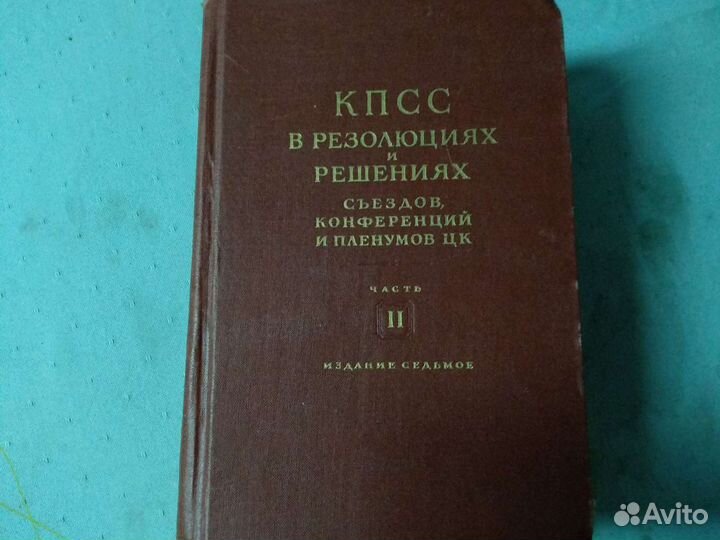 КПСС
В РЕЗОЛЮЦИЯХ
И
РЕШЕНИЯХ
СЪЕЗДОВ,
КОНФЕРЕНЦИЙ
И ПЛЕНУМОВ ЦК
ЧАСТЬ
II
ИЗДАНИЕ СЕДЬМОЕ
Avito